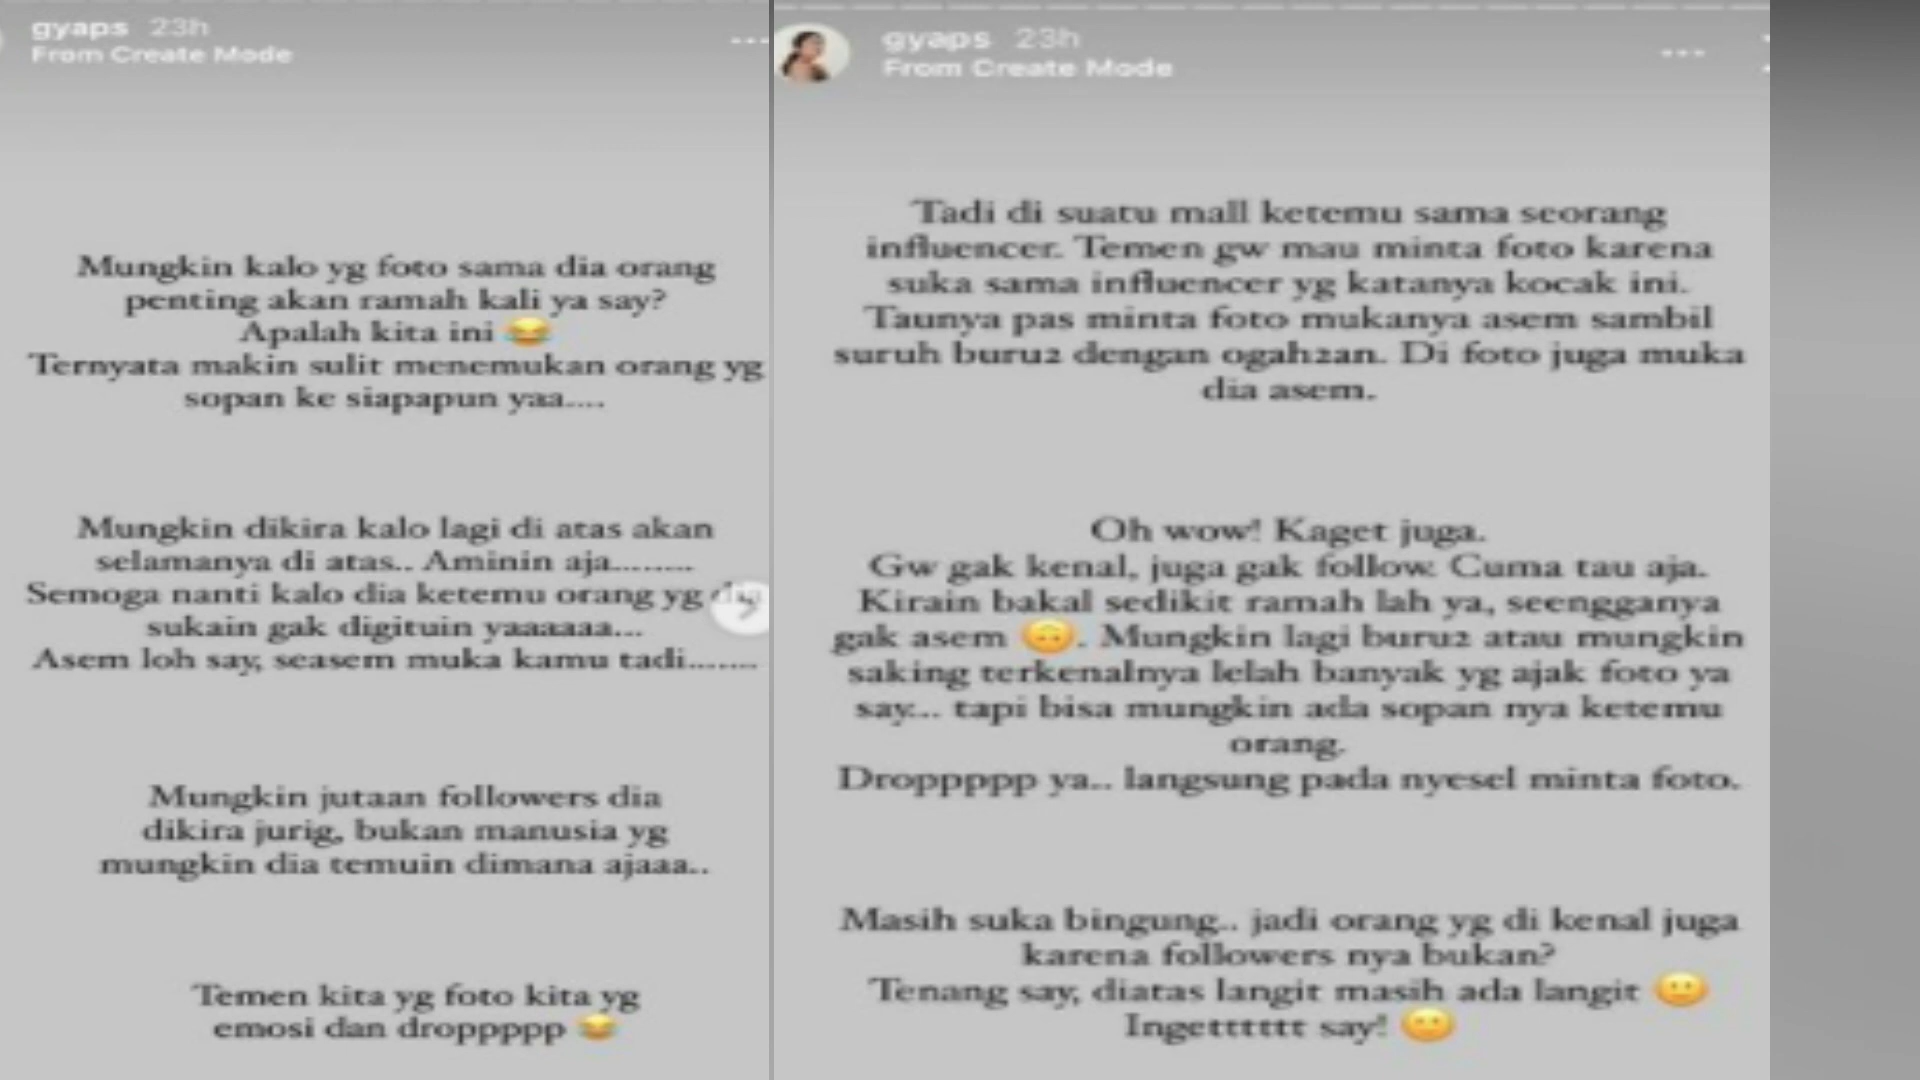 gyaps 23h
From Create Mode
Mungkin kalo yg foto sama dia orang
penting akan ramah kali ya say?
Apalah kita ini 😂
Ternyata makin sulit menemukan orang yg
sopan ke siapapun yaa....
Mungkin dikira kalo lagi di atas akan
selamanya di atas.. Aminin aja........
Semoga nanti kalo dia ketemu orang yg dia
sukain gak digituin yaaaaaa...
Asem loh say, seasem muka kamu tadi.......
Mungkin jutaan followers dia
dikira jurig, bukan manusia yg
mungkin dia temuin dimana ajaaa..
Temen kita yg foto kita yg
emosi dan droppppp 😂
gyaps 23h
From Create Mode
Tadi di suatu mall ketemu sama seorang
influencer. Temen gw mau minta foto karena
suka sama influencer yg katanya kocak ini.
Taunya pas minta foto mukanya asem sambil
suruh buru2 dengan ogah2an. Di foto juga muka
dia asem.
Oh wow! Kaget juga.
Gw gak kenal, juga gak follow. Cuma tau aja.
Kirain bakal sedikit ramah lah ya, seengganya
gak asem 🙃. Mungkin lagi buru2 atau mungkin
saking terkenalnya lelah banyak yg ajak foto ya
say... tapi bisa mungkin ada sopan nya ketemu
orang.
Droppppp ya.. langsung pada nyesel minta foto.
Masih suka bingung.. jadi orang yg di kenal juga
karena followers nya bukan?
Tenang say, diatas langit masih ada langit 🙂
Ingetttttt say! 🙂